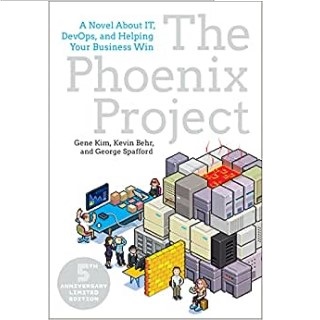 A Novel About IT,
DevOps, and Helping
Your Business Win
The
Phoenix
Project
Gene Kim, Kevin Behr,
and George Spafford
5TH
ANNIVERSARY
LIMITED
EDITION